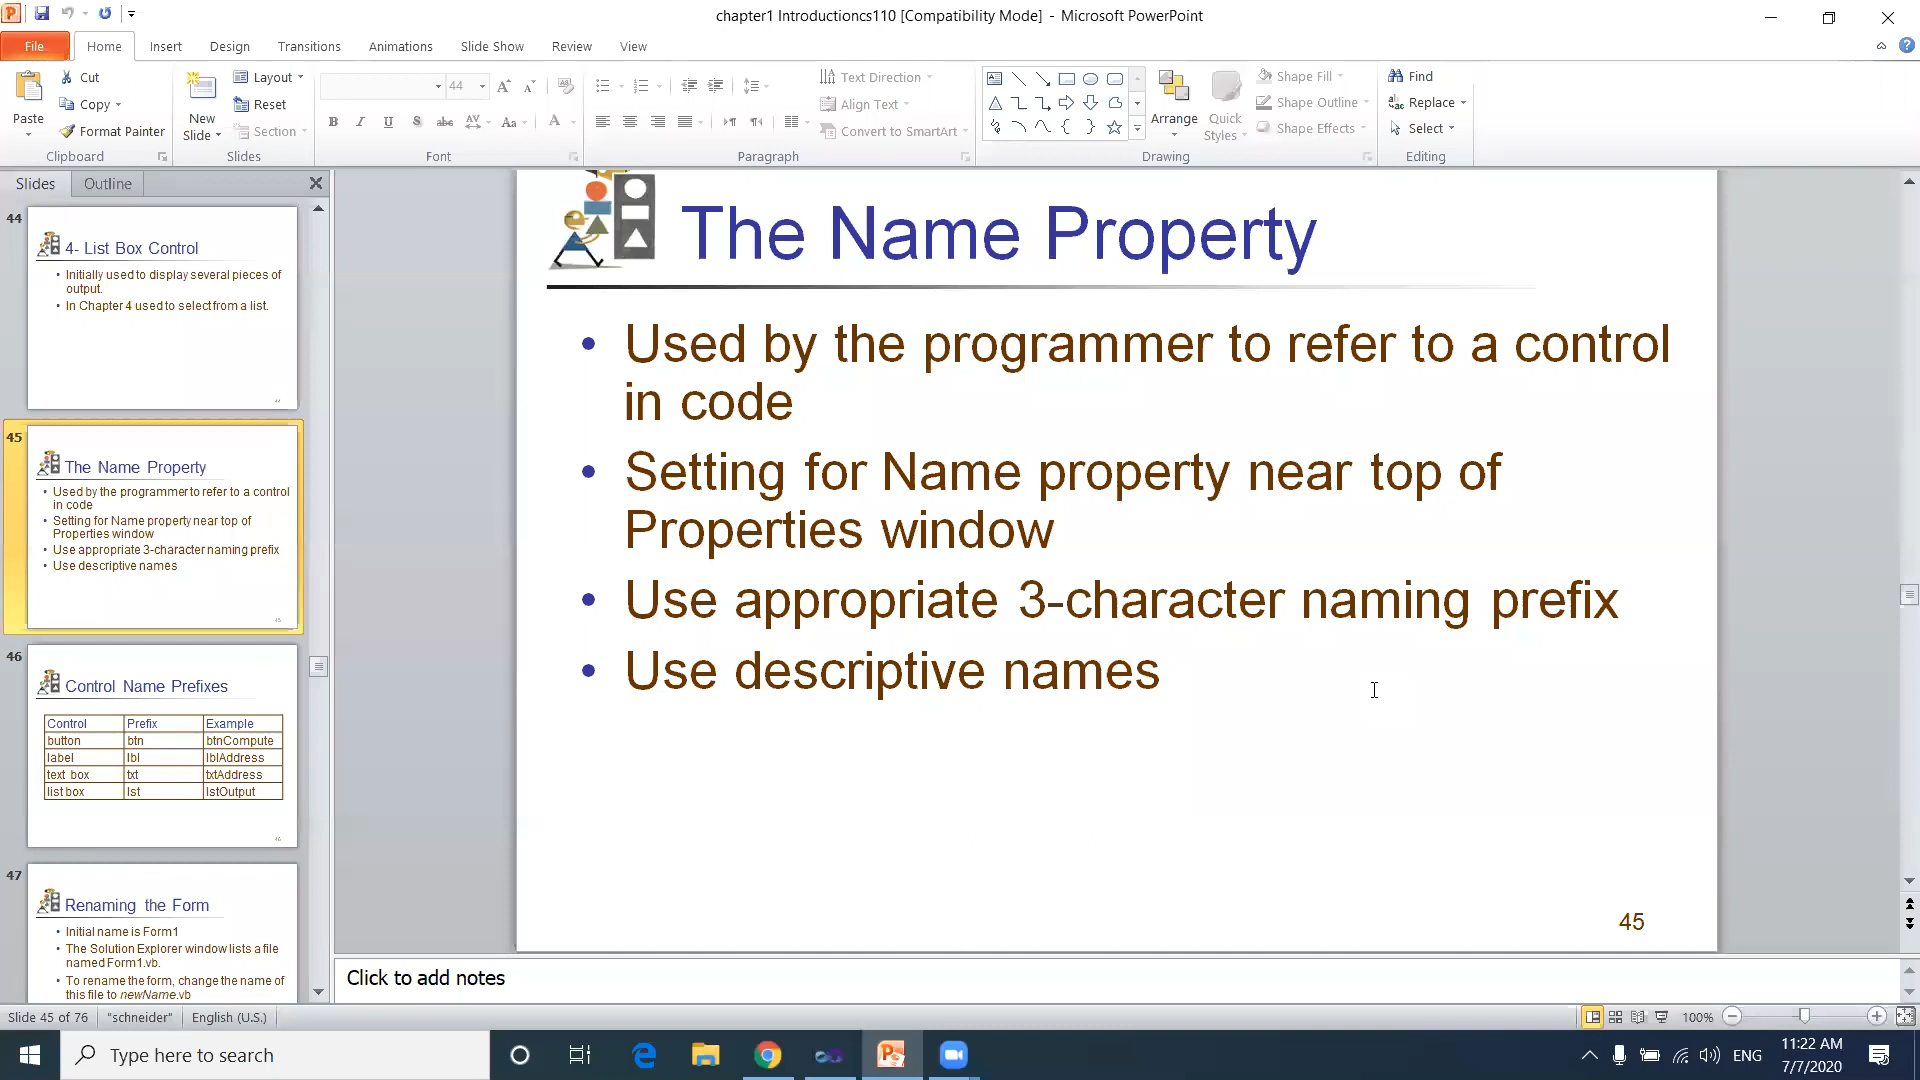 chapter1 Introductioncs110 [Compatibility Mode] - Microsoft PowerPoint
File Home Insert Design Transitions Animations Slide Show Review View
Paste
Cut
Copy
Format Painter
Clipboard
New
Slide
Layout
Reset
Section
Slides
44
B I U S abc AV Aa A
Font
Text Direction
Align Text
Convert to SmartArt
Paragraph
Arrange
Quick
Styles
Shape Fill
Shape Outline
Shape Effects
Drawing
Find
Replace
Select
Editing
Slides Outline
44
4- List Box Control
• Initially used to display several pieces of
output.
• In Chapter 4 used to select from a list.
45
The Name Property
• Used by the programmer to refer to a control
in code
• Setting for Name property near top of
Properties window
• Use appropriate 3-character naming prefix
• Use descriptive names
46
Control Name Prefixes
Control Prefix Example
button btn btnCompute
label lbl lblAddress
text box txt txtAddress
list box lst lstOutput
47
Renaming the Form
• Initial name is Form1
• The Solution Explorer window lists a file
named Form1.vb.
• To rename the form, change the name of
this file to newName.vb
The Name Property
• Used by the programmer to refer to a control
in code
• Setting for Name property near top of
Properties window
• Use appropriate 3-character naming prefix
• Use descriptive names
45
Click to add notes
Slide 45 of 76 "schneider" English (U.S.) 100%
Type here to search
ENG
11:22 AM
7/7/2020